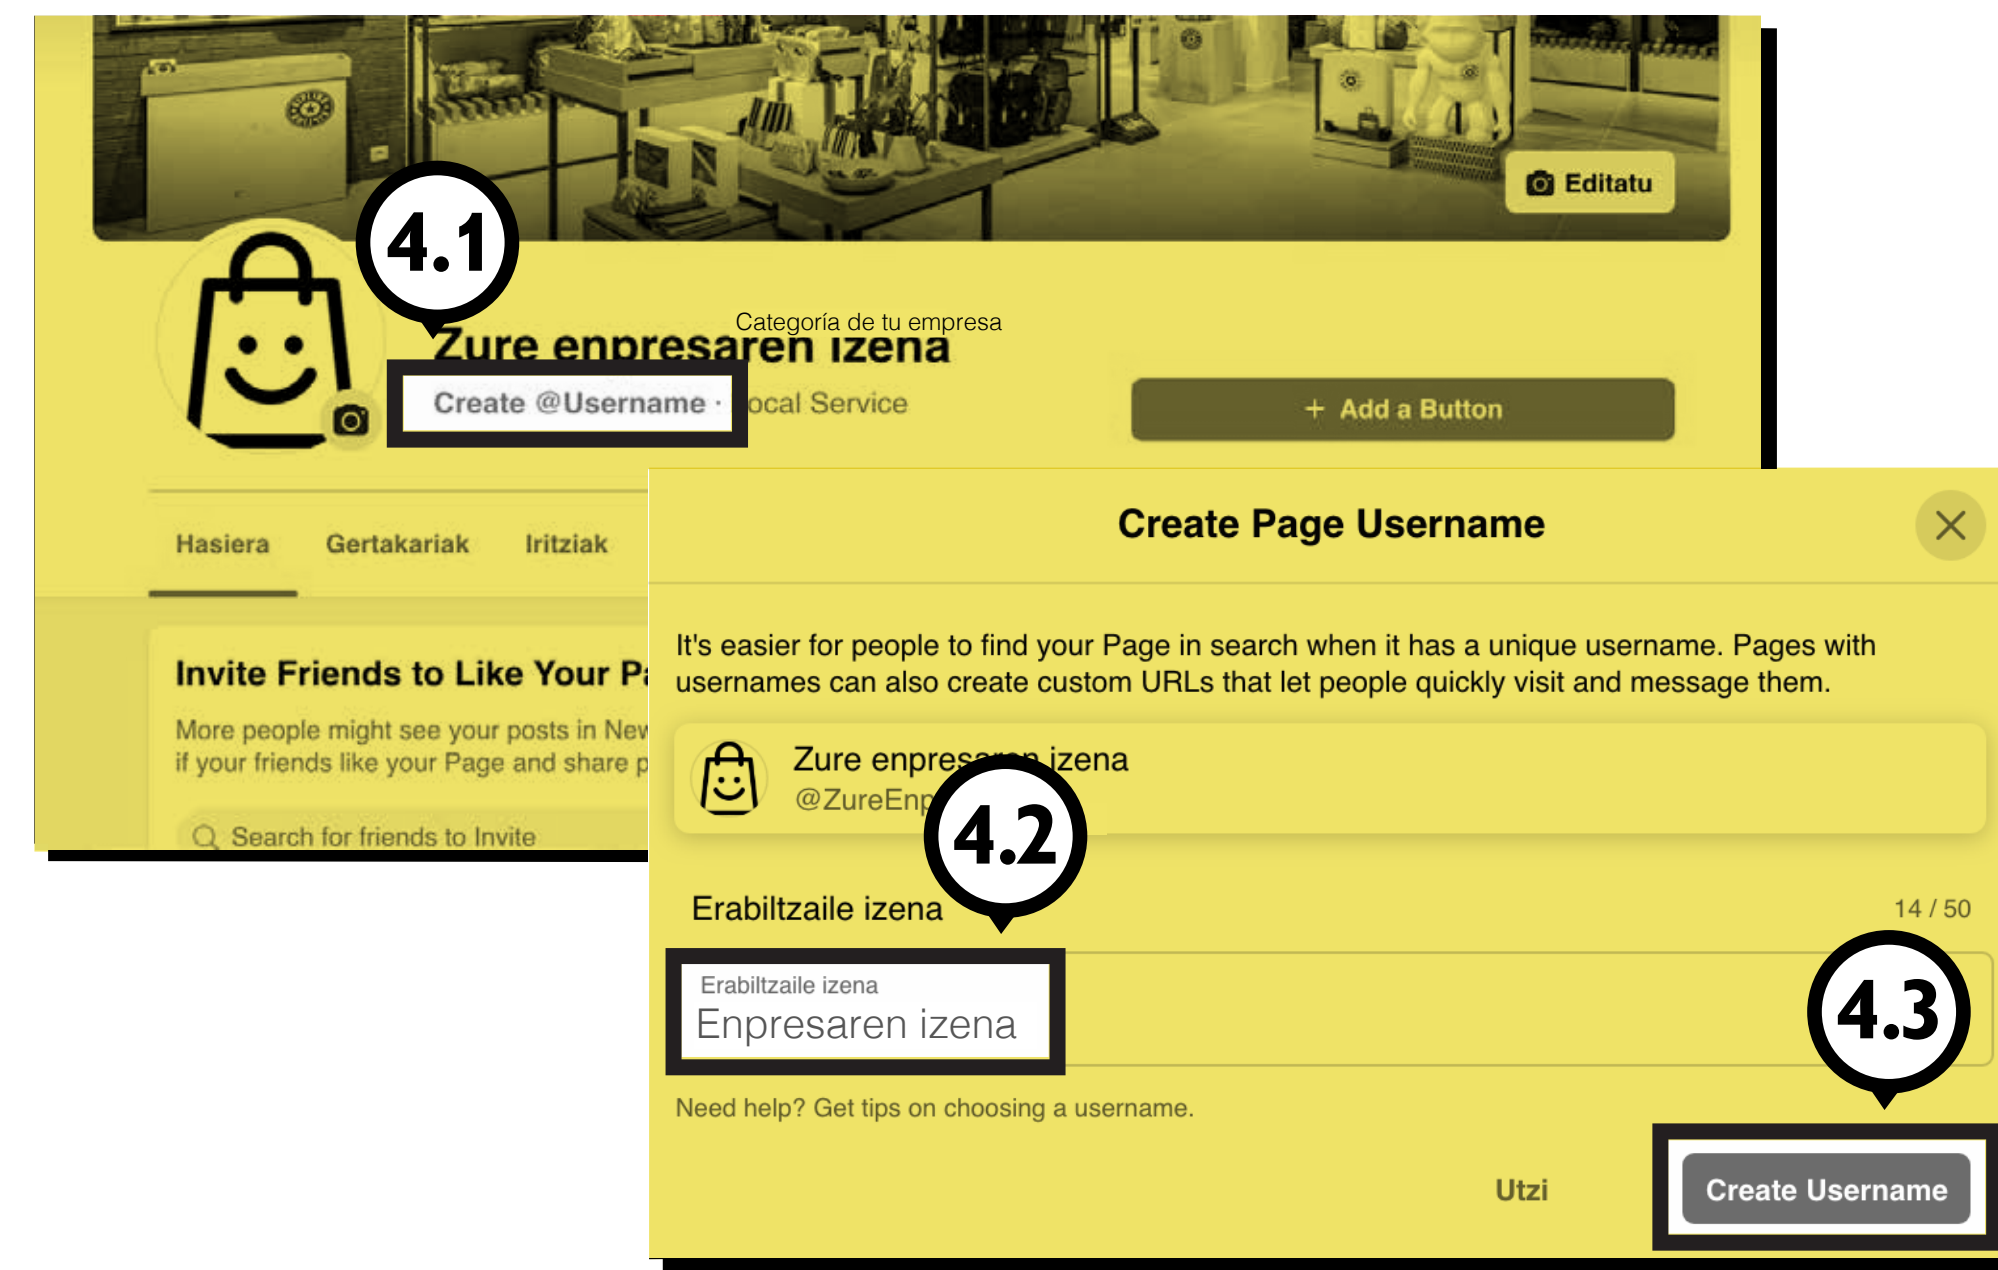 Editatu
4.1
Categoría de tu empresa
Zure enpresaren izena
Create @Username · ocal Service
+ Add a Button
Hasiera Gertakariak Iritziak
Invite Friends to Like Your
More people might see your posts in
if your friends like your Page and share
Search for friends to Invite
Create Page Username
It's easier for people to find your Page in search when it has a unique username. Pages with
usernames can also create custom URLs that let people quickly visit and message them.
Zure enpresaren izena
@ZureEnp
4.2
Erabiltzaile izena
14 / 50
Erabiltzaile izena
Enpresaren izena
4.3
Need help? Get tips on choosing a username.
Utzi
Create Username